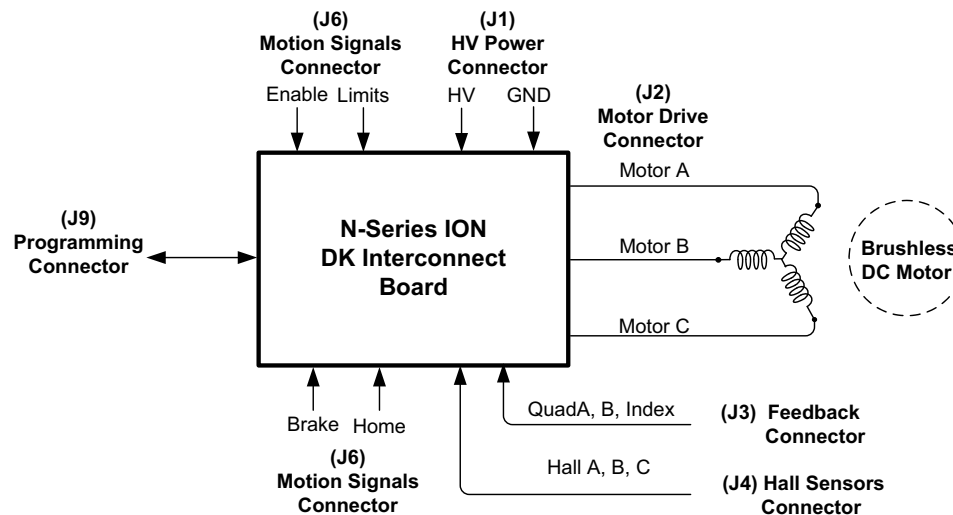 (J6)
Motion Signals
Connector
Enable Limits
(J1)
HV Power
Connector
HV GND
(J2)
Motor Drive
Connector
Motor A
(J9)
Programming
Connector
N-Series ION
DK Interconnect
Board
Motor B
Brushless
DC Motor
Motor C
Brake Home
(J6)
Motion Signals
Connector
QuadA, B, Index
(J3) Feedback
Connector
Hall A, B, C
(J4) Hall Sensors
Connector